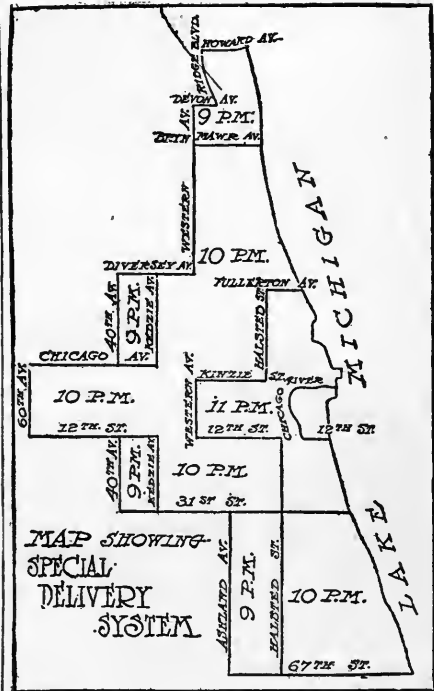 HOWARD AV.
RIDGE BLVD.
DEVON AV.
9 P.M.
AV.
BRYN MAWR AV.
WESTERN
10 P.M.
DIVERSEY AV.
FULLERTON AV.
40TH AV.
9 P.M.
KEDZIE AV.
HALSTED ST.
MICHIGAN
CHICAGO AV.
60TH AV.
10 P.M.
WESTERN AV.
KINZIE ST.
RIVER
CHICAGO
11 P.M.
12TH ST.
12TH ST.
12TH ST.
40TH AV.
9 P.M.
KEDZIE AV.
10 P.M.
31ST ST.
LAKE
MAP SHOWING
SPECIAL
DELIVERY
SYSTEM
ASHLAND AV.
9 P.M.
HALSTED ST.
10 P.M.
67TH ST.